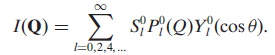 I(Q) = ∑_{l=0,2,4,...}^{∞} S_l^0 P_l^0(Q) Y_l^0(cos θ).